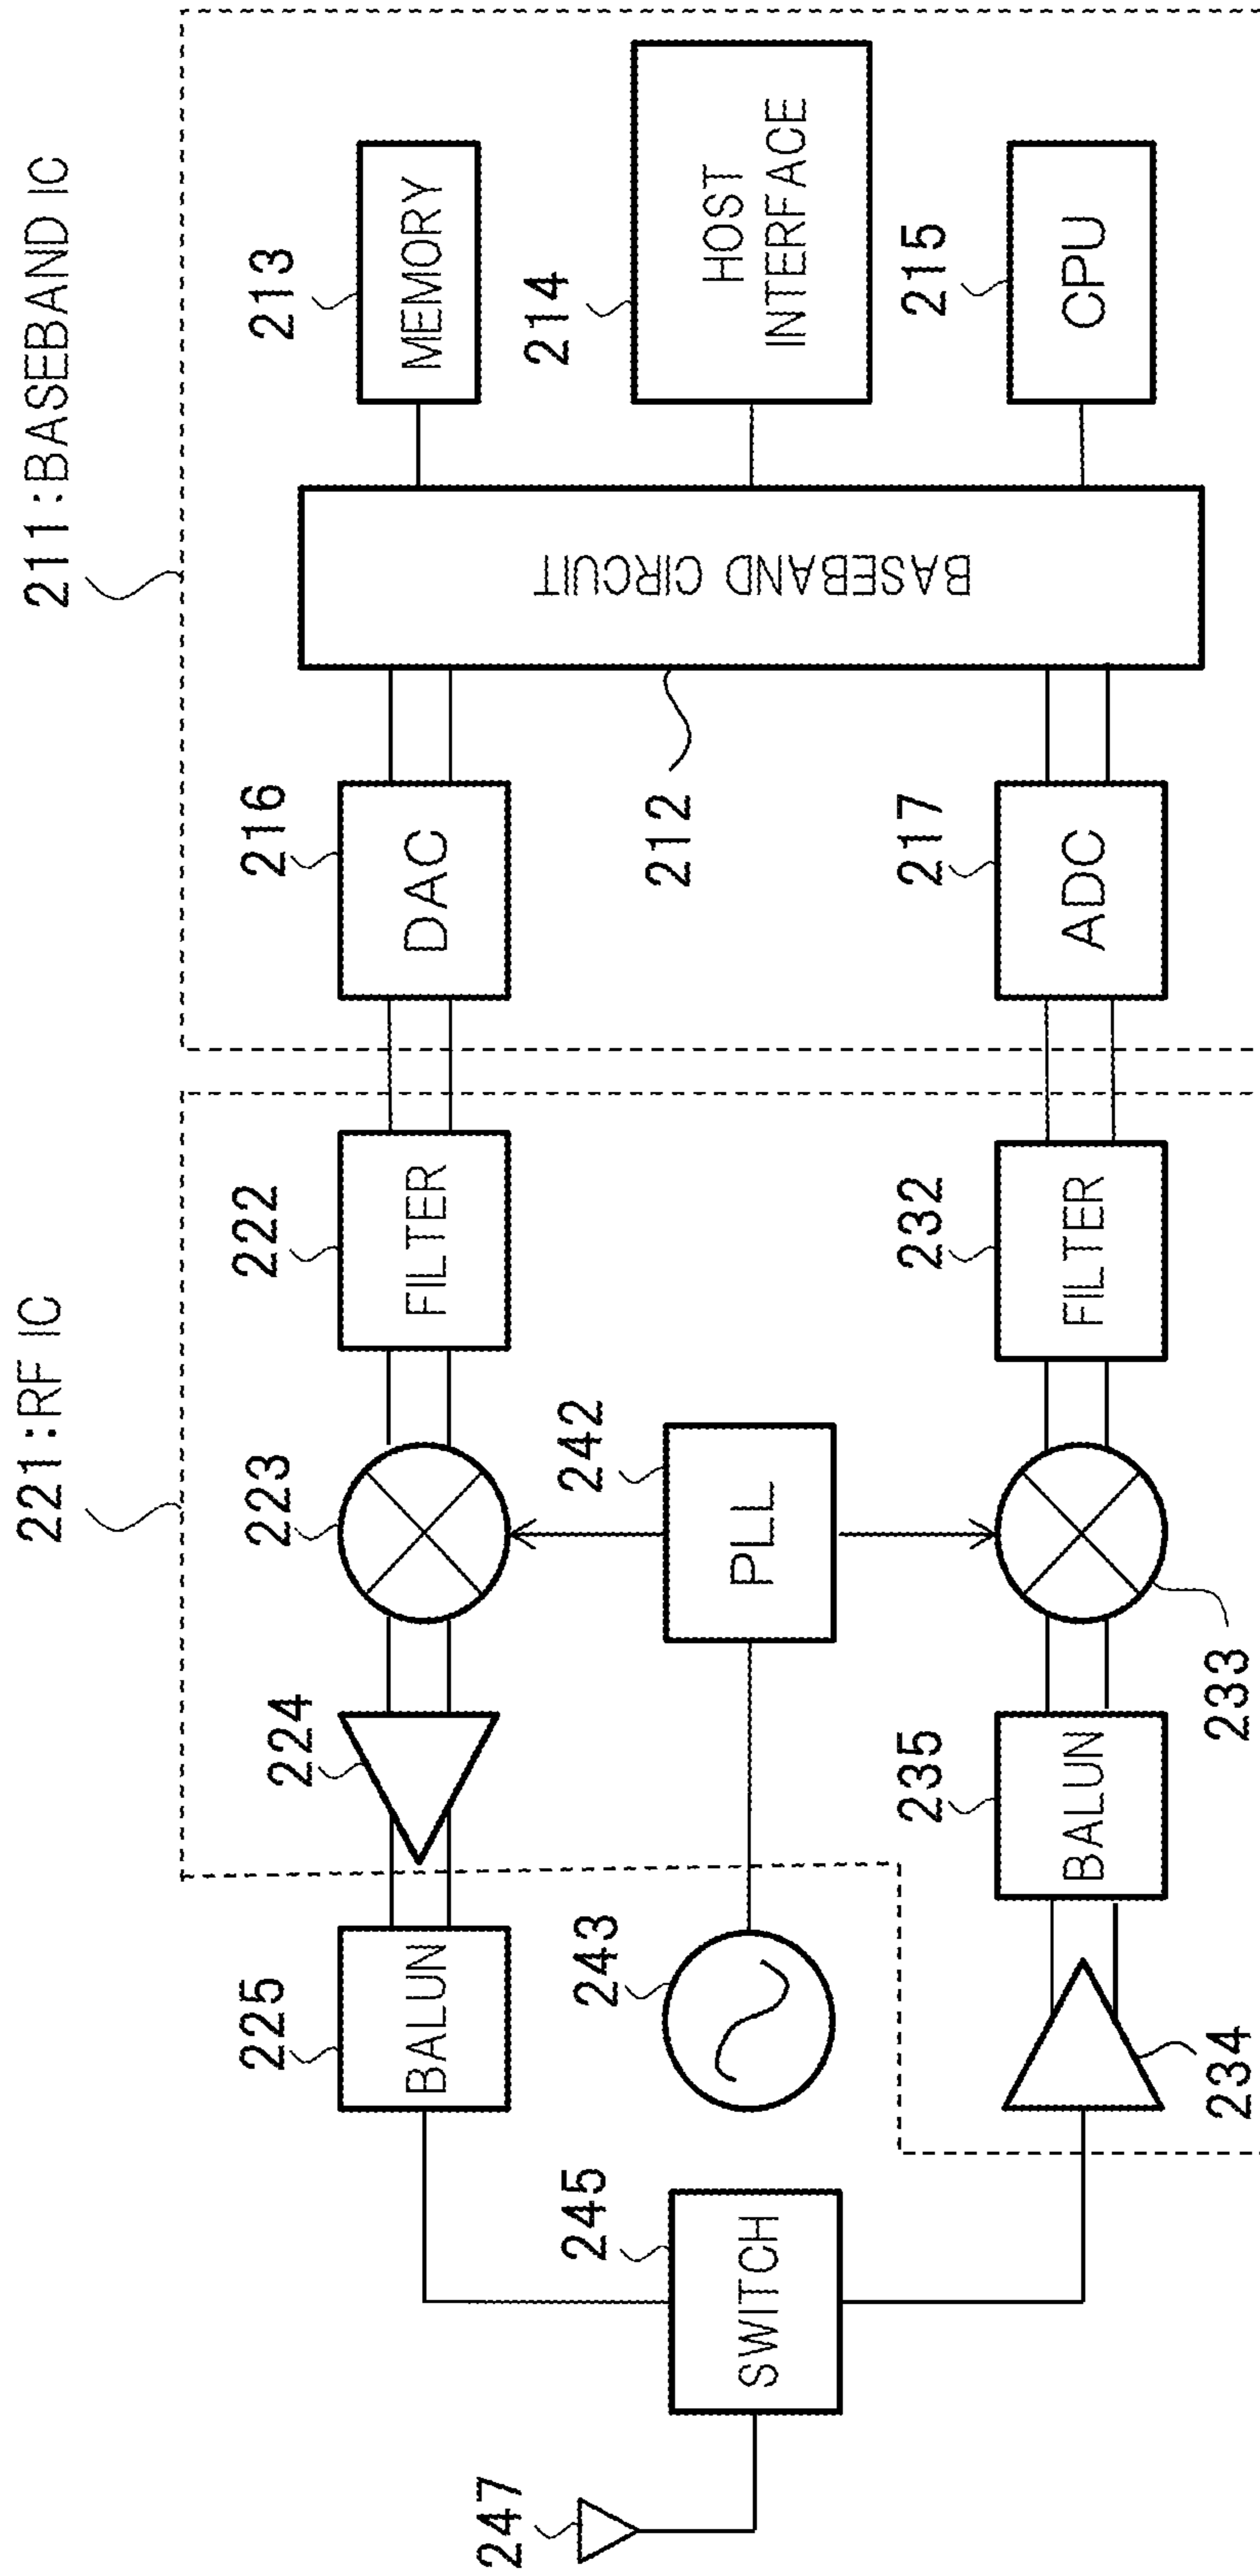 221:RF IC
211:BASEBAND IC
247
245
SWITCH
225
BALUN
224
223
222
FILTER
216
DAC
212
BASEBAND CIRCUIT
213
MEMORY
214
HOST
INTERFACE
215
CPU
243
242
PLL
234
235
BALUN
233
232
FILTER
217
ADC